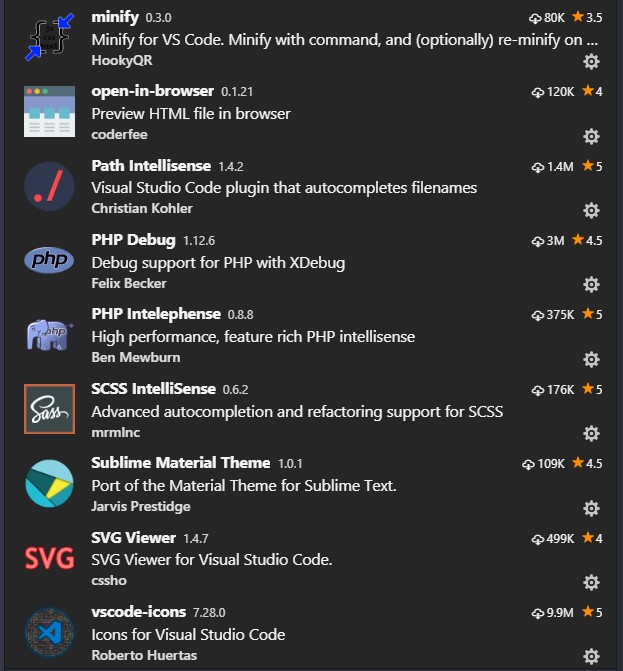 minify 0.3.0 80K 3.5
Minify for VS Code. Minify with command, and (optionally) re-minify on ...
HookyQR
open-in-browser 0.1.21 120K 4
Preview HTML file in browser
coderfee
./
Path Intellisense 1.4.2 1.4M 5
Visual Studio Code plugin that autocompletes filenames
Christian Kohler
php
PHP Debug 1.12.6 3M 4.5
Debug support for PHP with XDebug
Felix Becker
php
PHP Intelephense 0.8.8 375K 5
High performance, feature rich PHP intellisense
Ben Mewburn
Sass
SCSS IntelliSense 0.6.2 176K 5
Advanced autocompletion and refactoring support for SCSS
mrmlnc
Sublime Material Theme 1.0.1 109K 4.5
Port of the Material Theme for Sublime Text.
Jarvis Prestidge
SVG
SVG Viewer 1.4.7 499K 4
SVG Viewer for Visual Studio Code.
cssho
vscode-icons 7.28.0 9.9M 5
Icons for Visual Studio Code
Roberto Huertas